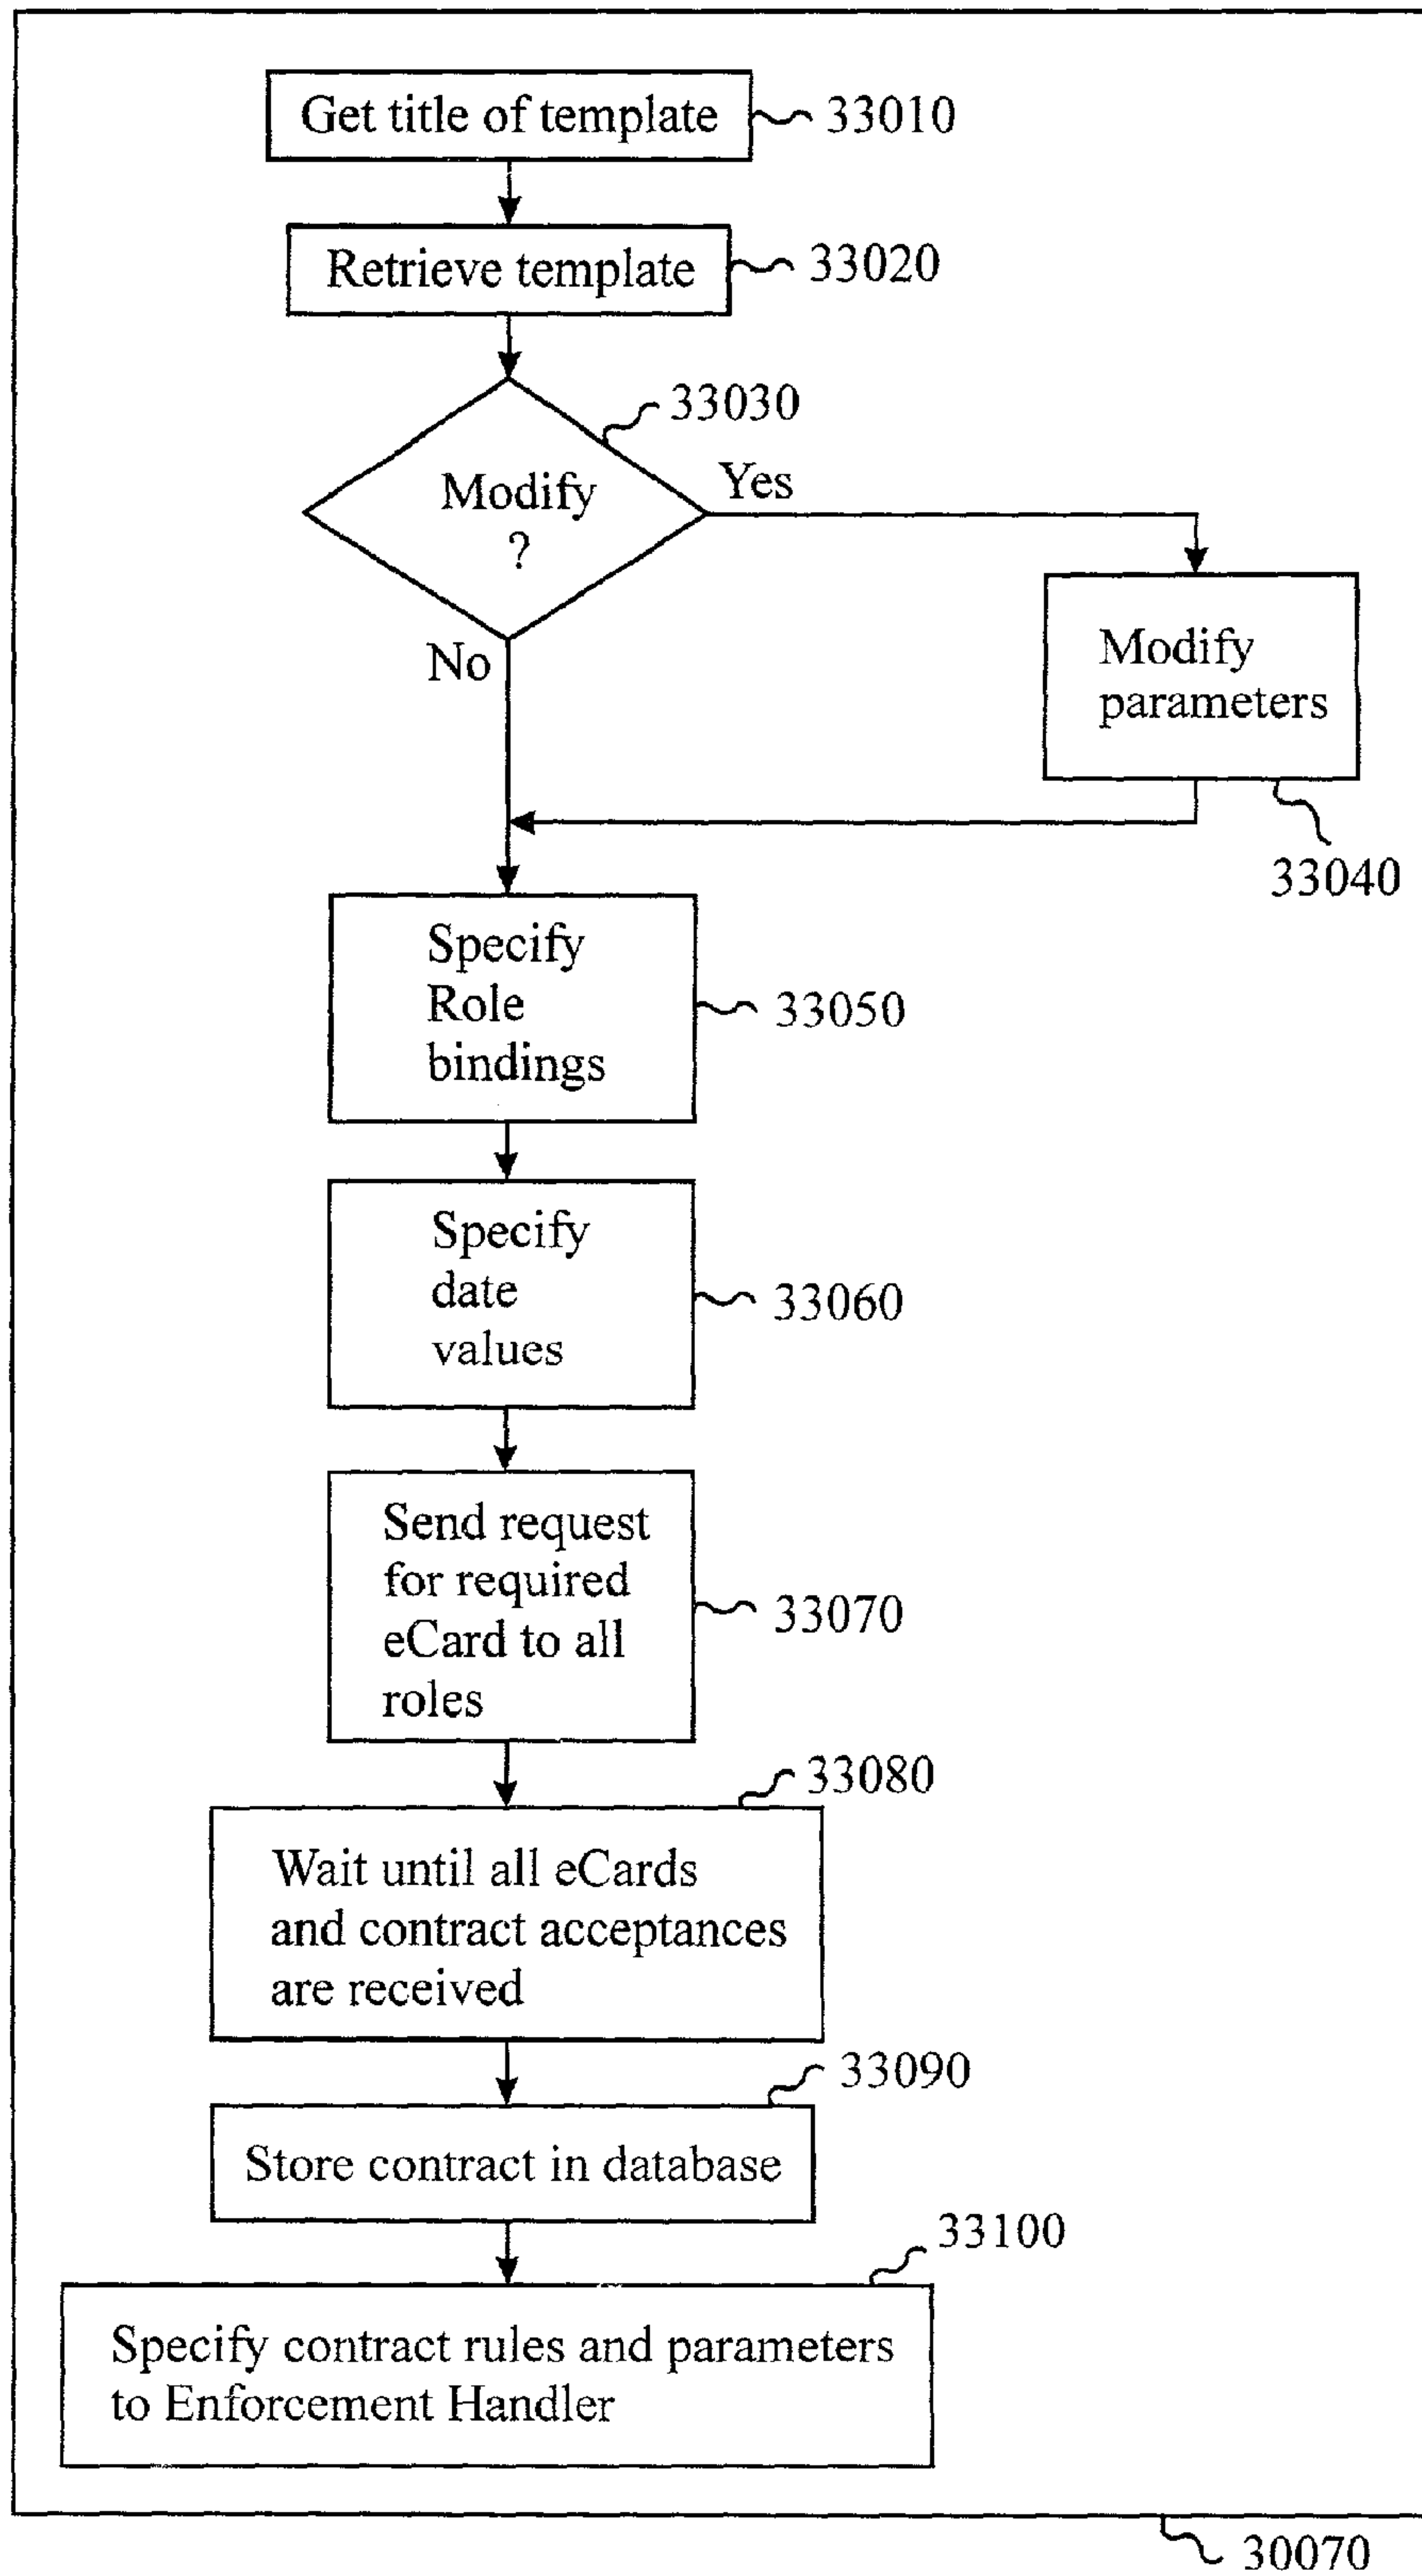 Get title of template
33010
Retrieve template
33020
33030
Modify
?
Yes
No
Modify
parameters
33040
Specify
Role
bindings
33050
Specify
date
values
33060
Send request
for required
eCard to all
roles
33070
33080
Wait until all eCards
and contract acceptances
are received
33090
Store contract in database
33100
Specify contract rules and parameters
to Enforcement Handler
30070